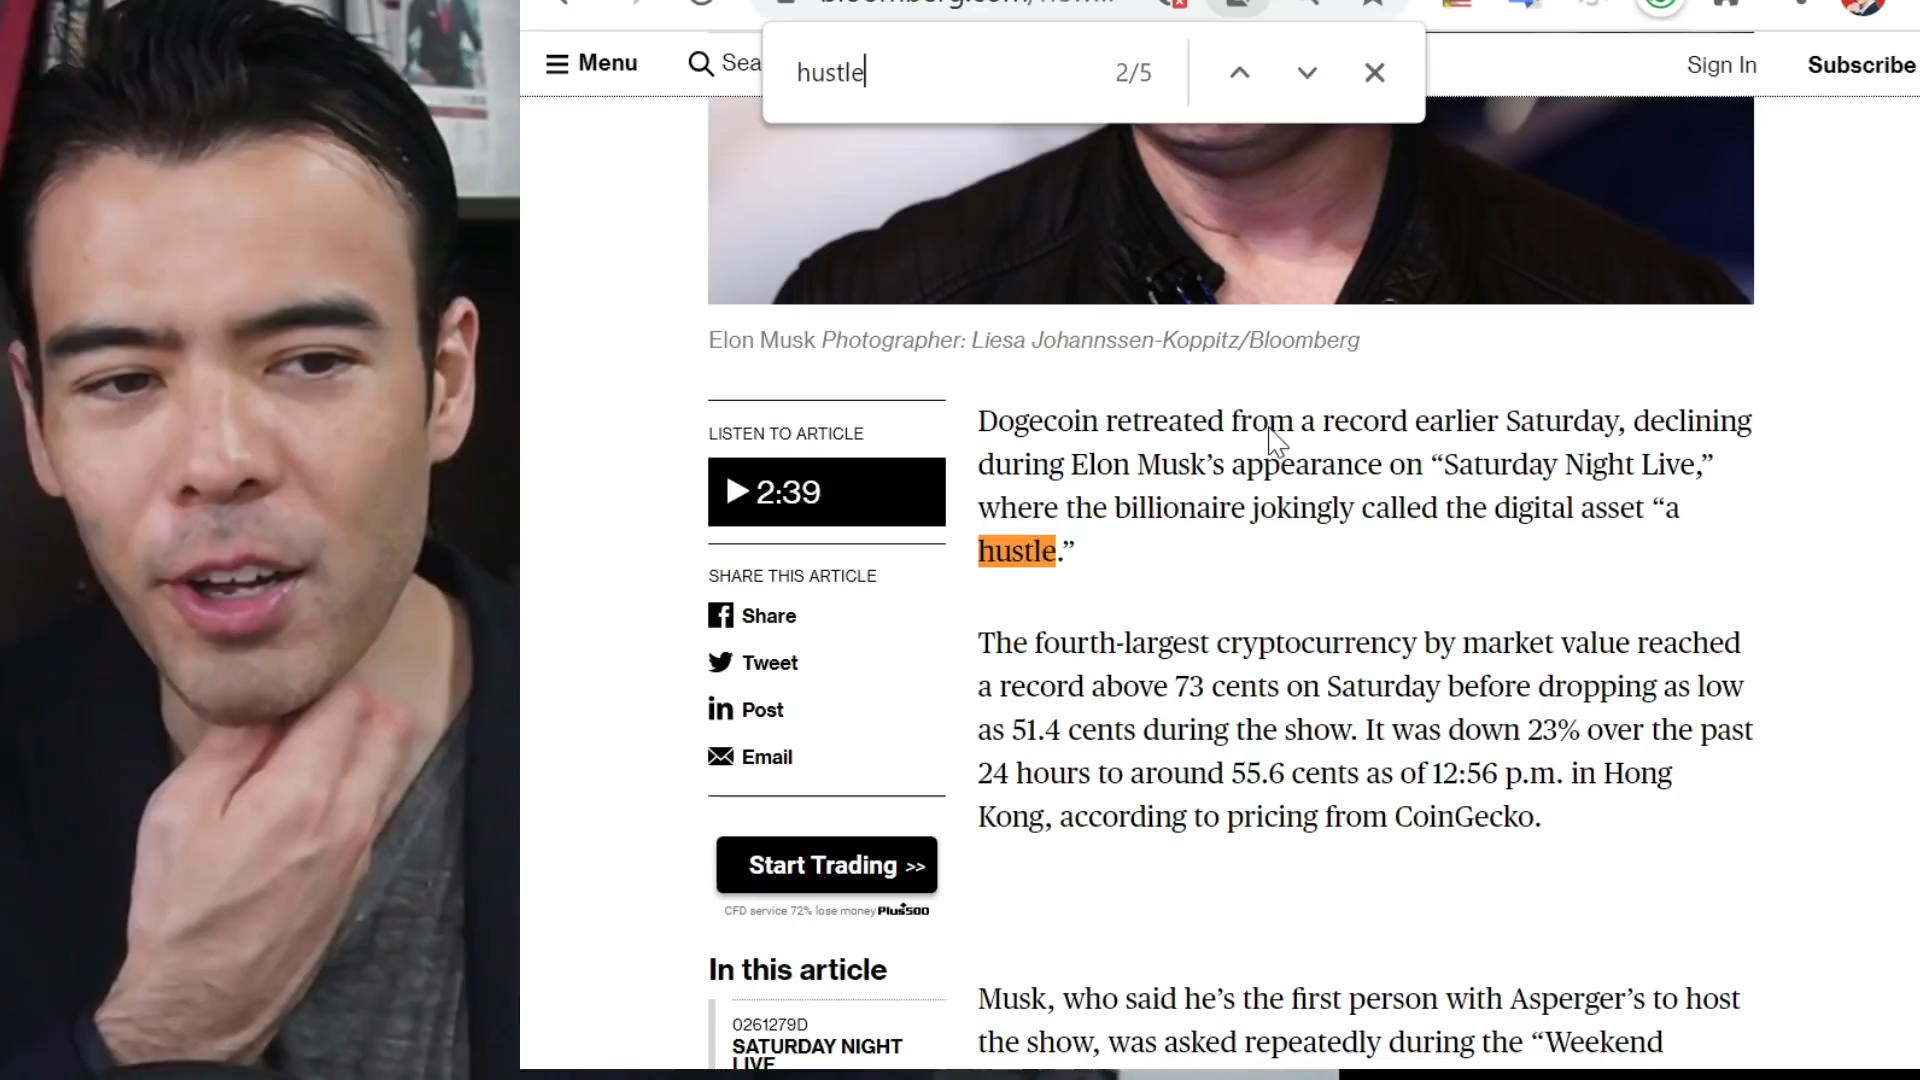 hustle 2/5
Menu
Sea
Sign In
Subscribe
Elon Musk Photographer: Liesa Johannssen-Koppitz/Bloomberg
LISTEN TO ARTICLE
2:39
SHARE THIS ARTICLE
Share
Tweet
Post
Email
Start Trading >>
CFD service 72% lose money Plus500
In this article
0261279D
SATURDAY NIGHT
LIVE
Dogecoin retreated from a record earlier Saturday, declining
during Elon Musk’s appearance on “Saturday Night Live,”
where the billionaire jokingly called the digital asset “a
hustle.”
The fourth-largest cryptocurrency by market value reached
a record above 73 cents on Saturday before dropping as low
as 51.4 cents during the show. It was down 23% over the past
24 hours to around 55.6 cents as of 12:56 p.m. in Hong
Kong, according to pricing from CoinGecko.
Musk, who said he’s the first person with Asperger’s to host
the show, was asked repeatedly during the “Weekend